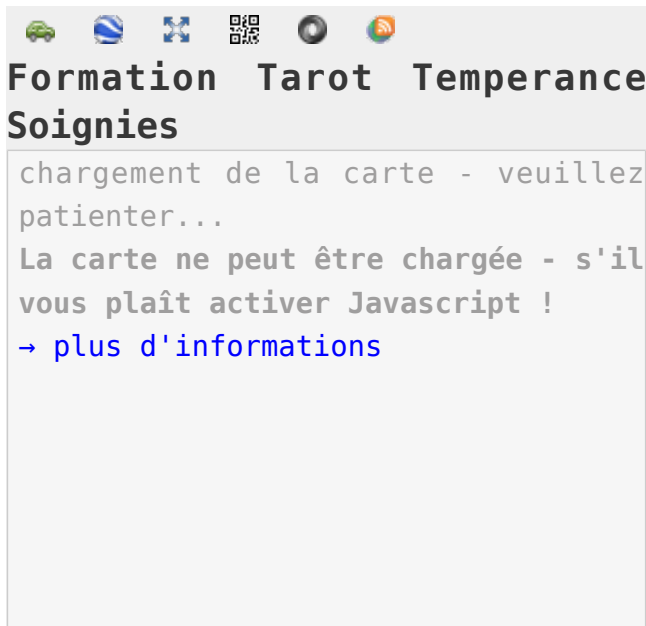 Formation Tarot Temperance
Soignies
chargement de la carte - veuillez
patienter...
La carte ne peut être chargée - s'il
vous plaît activer Javascript !
→ plus d'informations